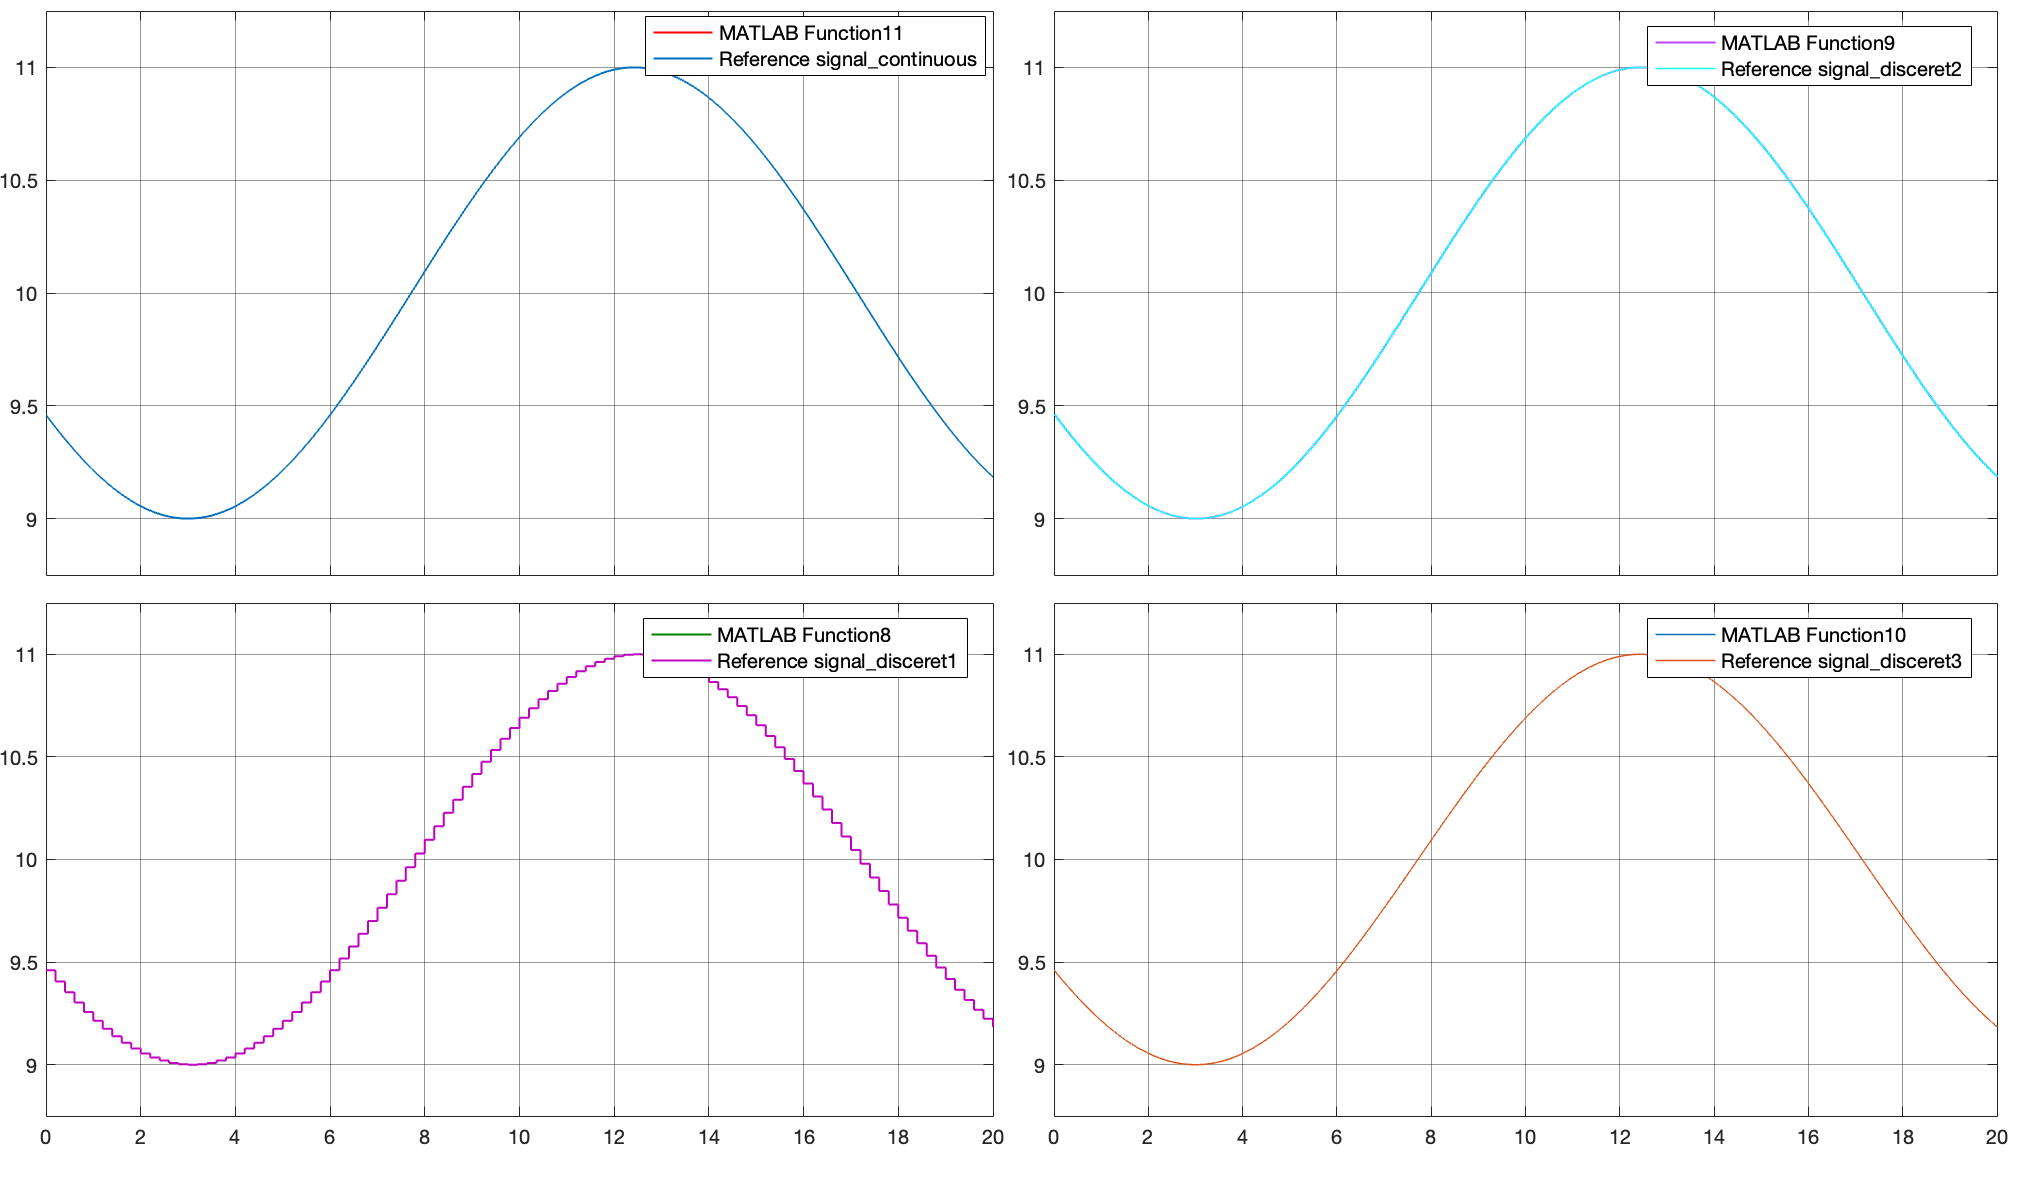 MATLAB Function11
Reference signal_continuous
11
10.5
10
9.5
9
MATLAB Function9
Reference signal_disceret2
11
10.5
10
9.5
9
MATLAB Function8
Reference signal_disceret1
11
10.5
10
9.5
9
0 2 4 6 8 10 12 14 16 18 20
MATLAB Function10
Reference signal_disceret3
11
10.5
10
9.5
9
0 2 4 6 8 10 12 14 16 18 20